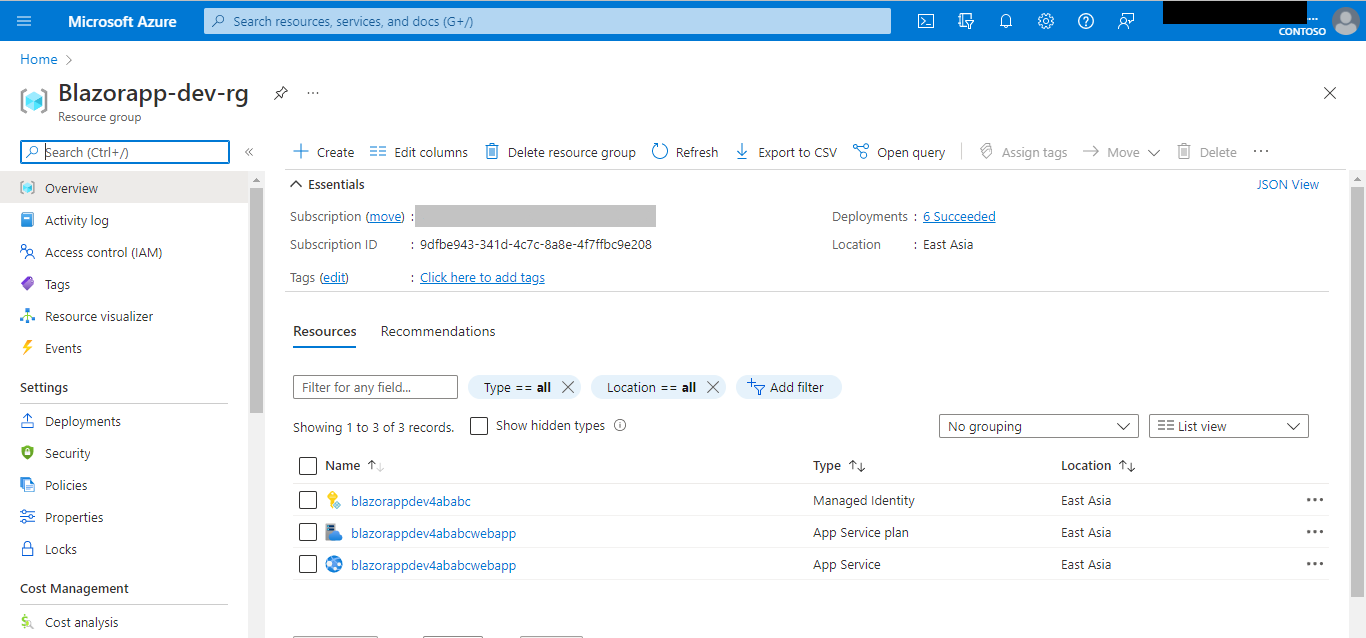 Microsoft Azure
Search resources, services, and docs (G+/)
...
CONTOSO
Home
Blazorapp-dev-rg
...
Resource group
Search (Ctrl+/)
«
Create
Edit columns
Delete resource group
Refresh
Export to CSV
Open query
Assign tags
Move
Delete
...
Overview
Activity log
Access control (IAM)
Tags
Resource visualizer
Events
Settings
Deployments
Security
Policies
Properties
Locks
Cost Management
Cost analysis
Essentials
JSON View
Subscription (move) :
Deployments : 6 Succeeded
Subscription ID : 9dfbe943-341d-4c7c-8a8e-4f7ffbc9e208
Location : East Asia
Tags (edit) : Click here to add tags
Resources
Recommendations
Filter for any field...
Type == all
Location == all
Add filter
Showing 1 to 3 of 3 records.
Show hidden types
No grouping
List view
Name Type Location
blazorappdev4ababc Managed Identity East Asia ...
blazorappdev4ababcwebapp App Service plan East Asia ...
blazorappdev4ababcwebapp App Service East Asia ...